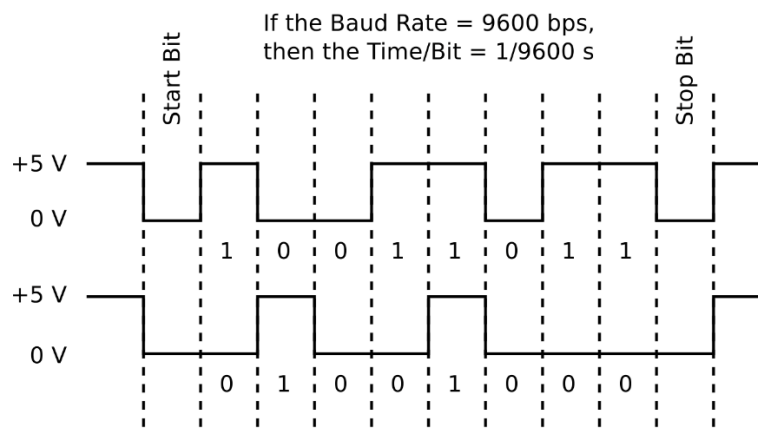 If the Baud Rate = 9600 bps,
then the Time/Bit = 1/9600 s
Start Bit
Stop Bit
+5 V
0 V
1 0 0 1 1 0 1 1
+5 V
0 V
0 1 0 0 1 0 0 0